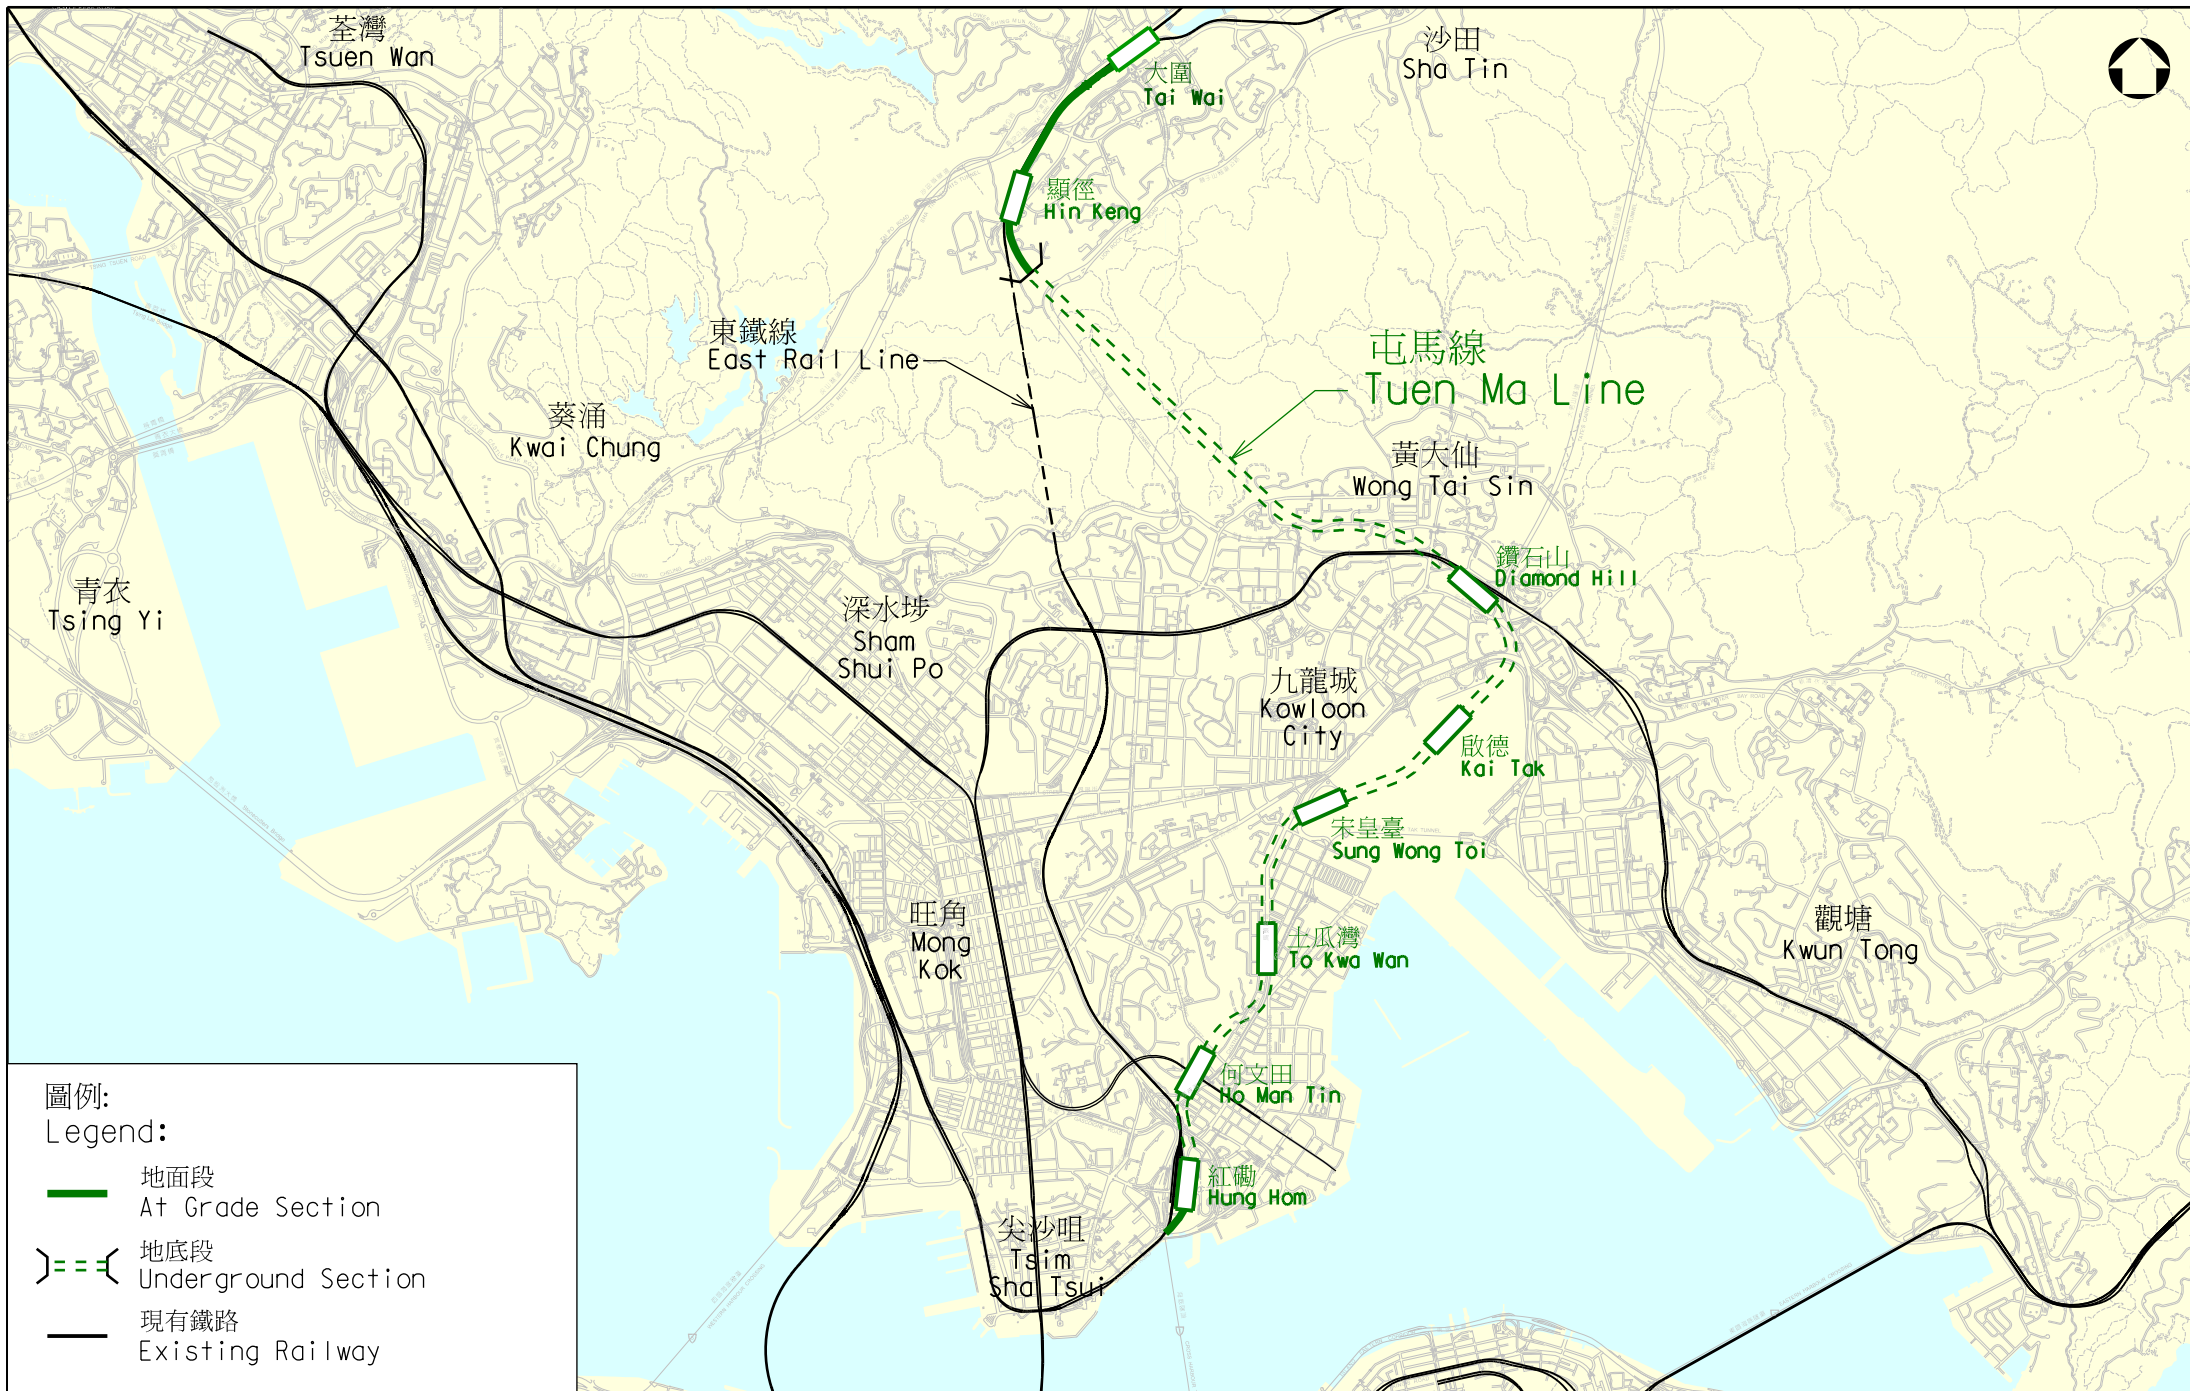 荃灣
Tsuen Wan
沙田
Sha Tin
大圍
Tai Wai
顯徑
Hin Keng
東鐵線
East Rail Line
屯馬線
Tuen Ma Line
葵涌
Kwai Chung
黃大仙
Wong Tai Sin
鑽石山
Diamond Hill
青衣
Tsing Yi
深水埗
Sham
Shui Po
九龍城
Kowloon
City
啟德
Kai Tak
宋皇臺
Sung Wong Toi
旺角
Mong
Kok
土瓜灣
To Kwa Wan
觀塘
Kwun Tong
何文田
Ho Man Tin
紅磡
Hung Hom
尖沙咀
Tsim
Sha Tsui
圖例:
Legend:
地面段
At Grade Section
地底段
Underground Section
現有鐵路
Existing Railway